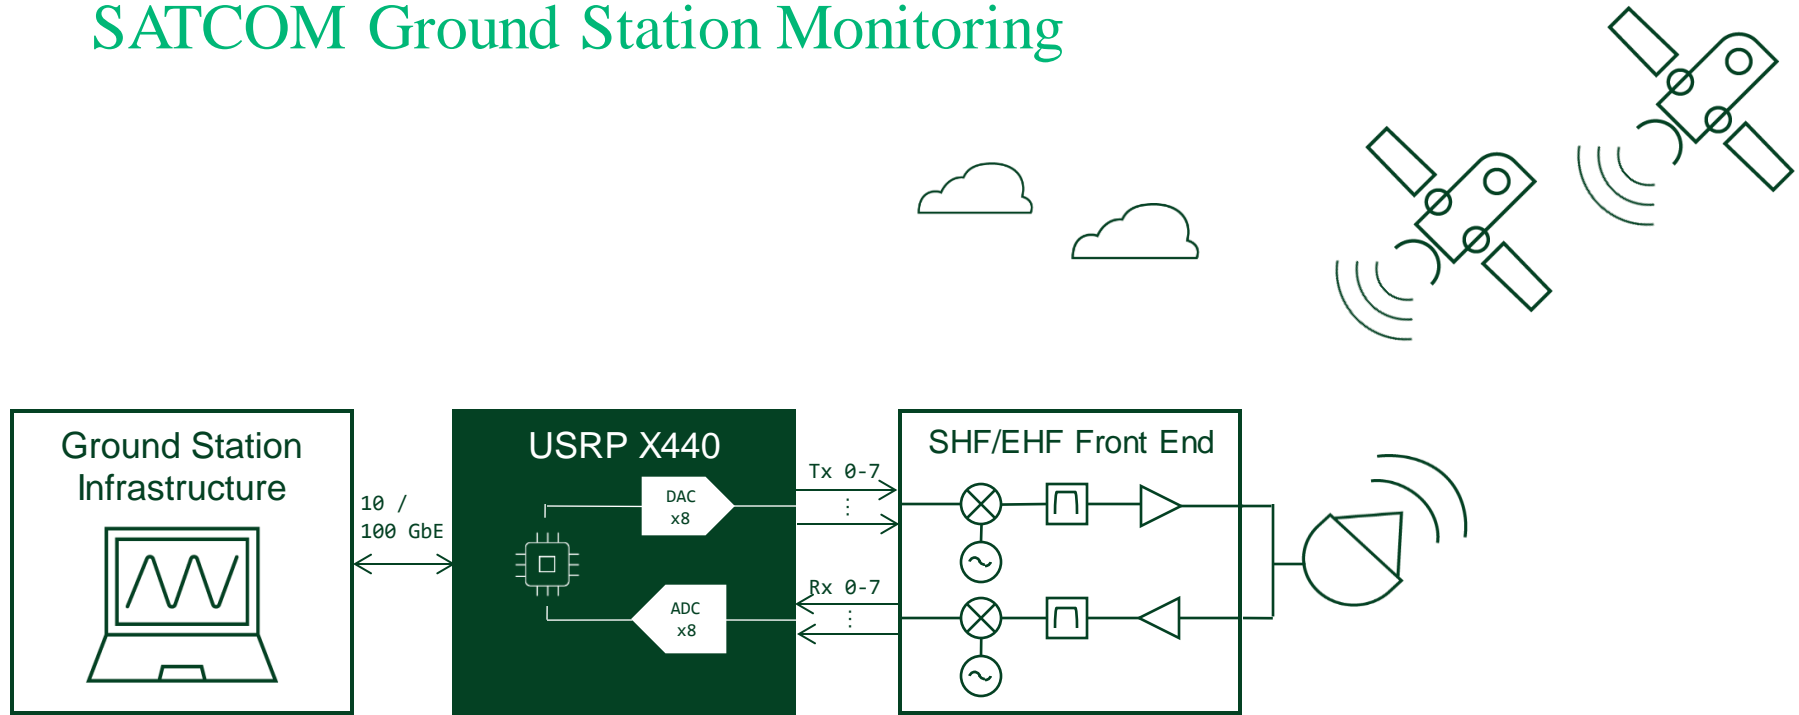 SATCOM Ground Station Monitoring
Ground Station
Infrastructure
10 /
100 GbE
USRP X440
DAC
x8
ADC
x8
Tx 0-7
Rx 0-7
SHF/EHF Front End